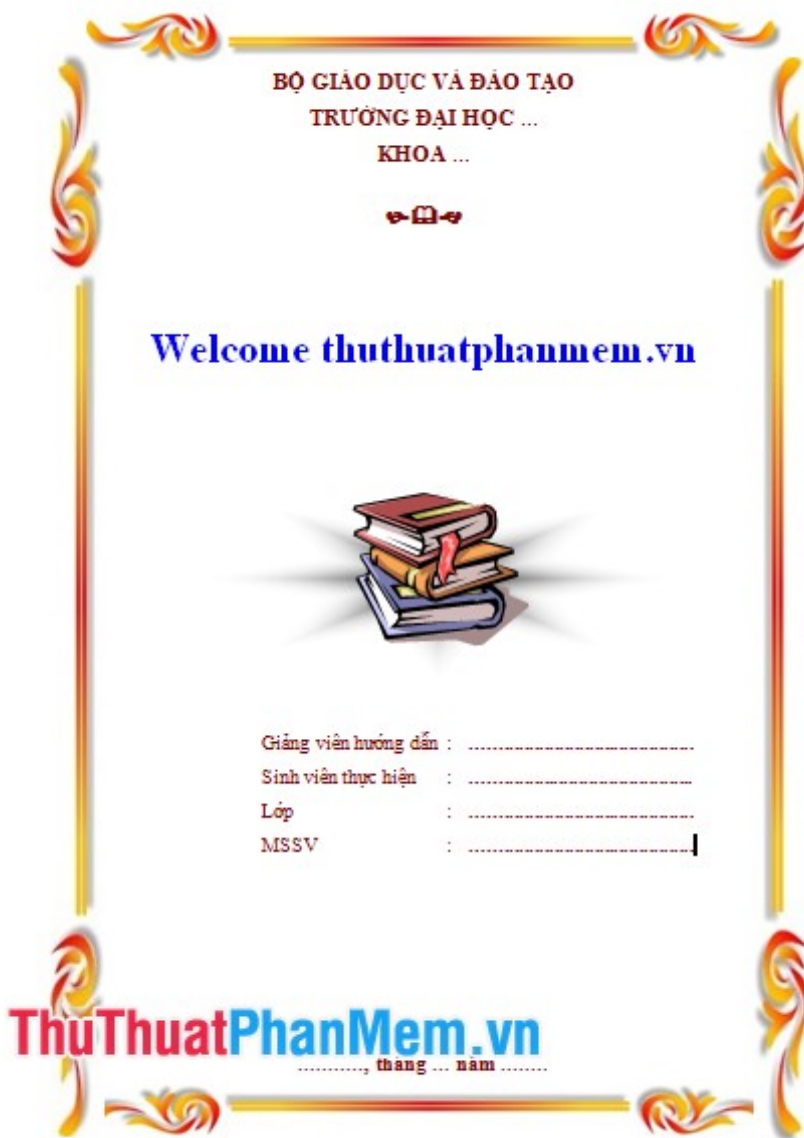 BỘ GIÁO DỤC VÀ ĐÀO TẠO
TRƯỜNG ĐẠI HỌC ...
KHOA ...
Welcome thuthuatphanmem.vn
Giảng viên hướng dẫn : ............................................
Sinh viên thực hiện : ............................................
Lớp : ............................................
MSSV : ............................................
ThuThuatPhanMem.vn
..........., tháng ... năm ........